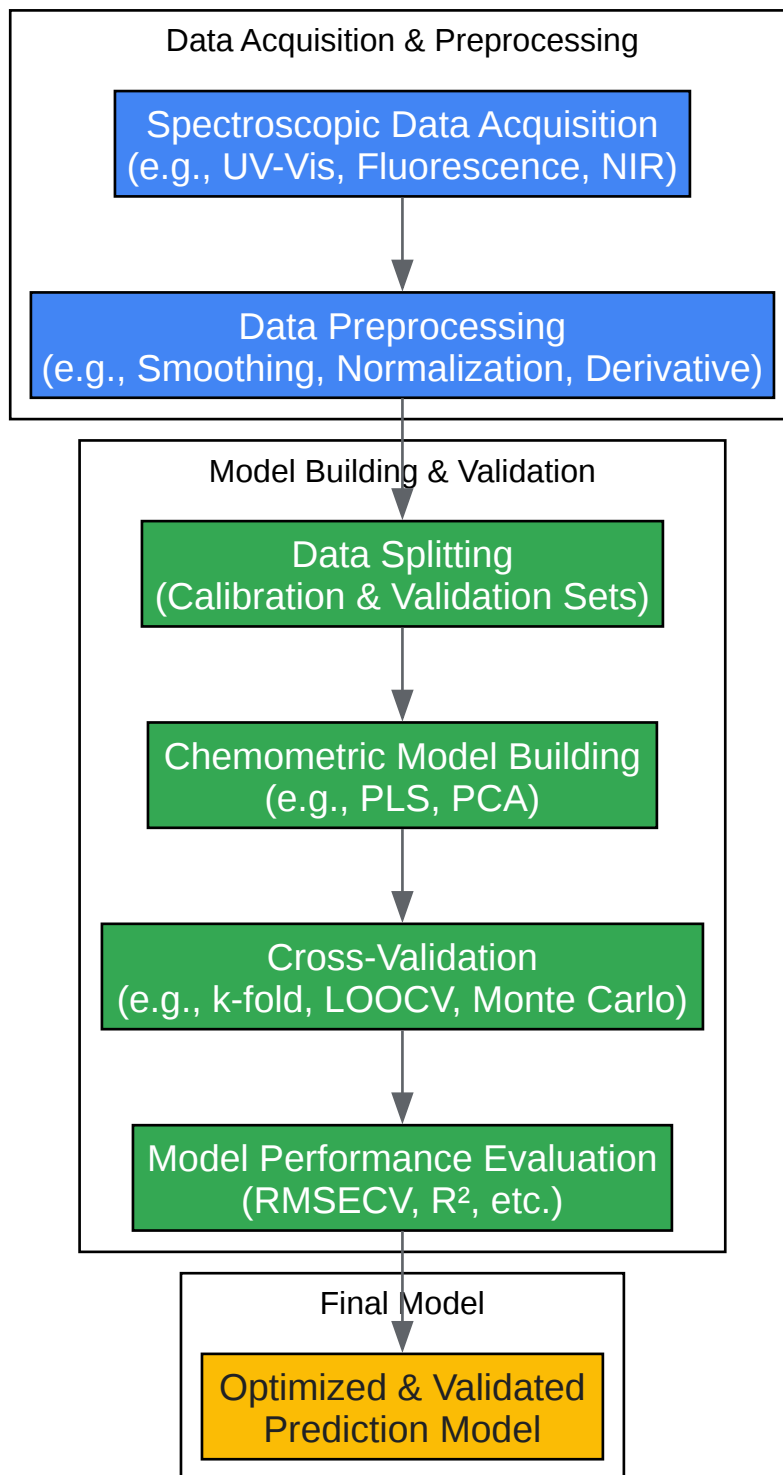 Data Acquisition & Preprocessing
Spectroscopic Data Acquisition
(e.g., UV-Vis, Fluorescence, NIR)
Data Preprocessing
(e.g., Smoothing, Normalization, Derivative)
Model Building & Validation
Data Splitting
(Calibration & Validation Sets)
Chemometric Model Building
(e.g., PLS, PCA)
Cross-Validation
(e.g., k-fold, LOOCV, Monte Carlo)
Model Performance Evaluation
(RMSECV, R², etc.)
Final Model
Optimized & Validated
Prediction Model